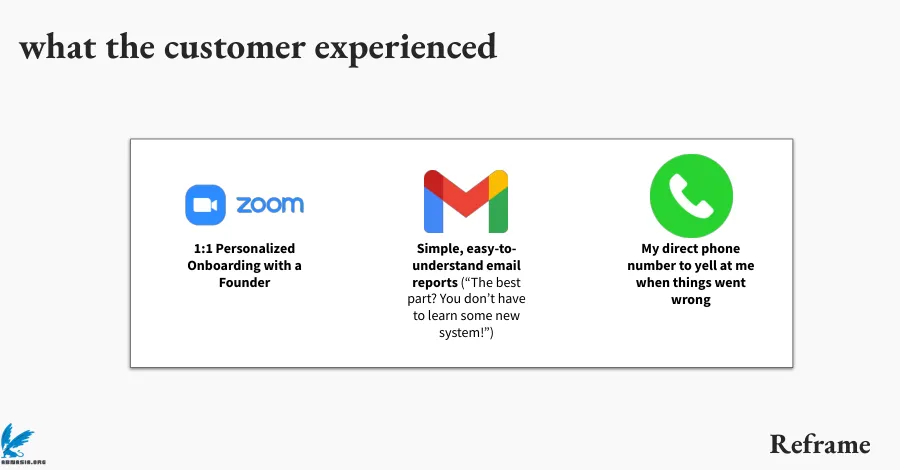 what the customer experienced
zoom
1:1 Personalized
Onboarding with a
Founder
Simple, easy-to-
understand email
reports (“The best
part? You don’t have
to learn some new
system!”)
My direct phone
number to yell at me
when things went
wrong
Reframe